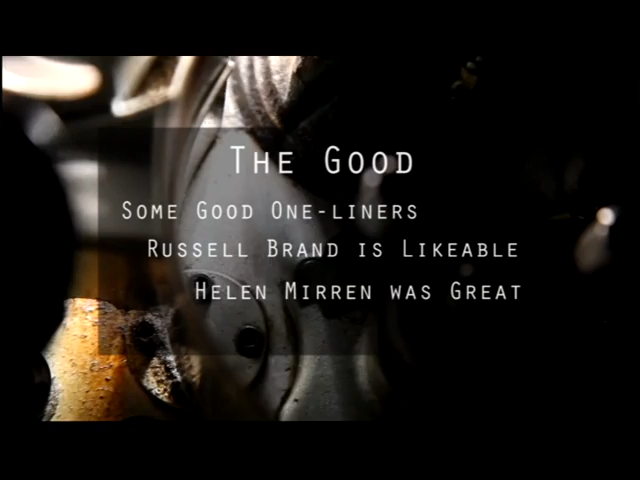 The Good
Some Good One-liners
Russell Brand is Likeable
Helen Mirren was Great